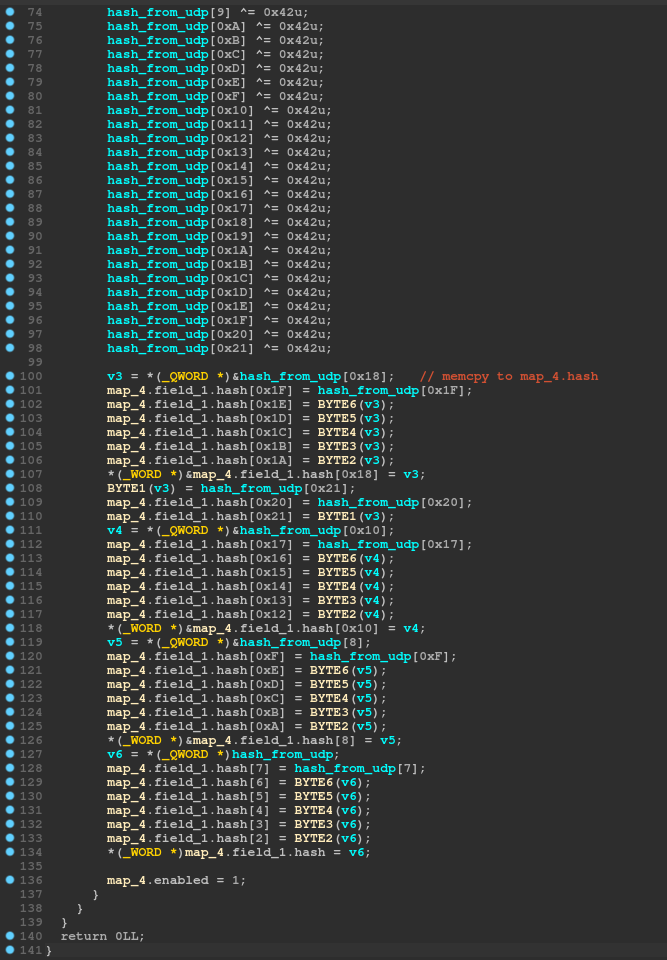 74 hash_from_udp[9] ^= 0x42u;
75 hash_from_udp[0xA] ^= 0x42u;
76 hash_from_udp[0xB] ^= 0x42u;
77 hash_from_udp[0xC] ^= 0x42u;
78 hash_from_udp[0xD] ^= 0x42u;
79 hash_from_udp[0xE] ^= 0x42u;
80 hash_from_udp[0xF] ^= 0x42u;
81 hash_from_udp[0x10] ^= 0x42u;
82 hash_from_udp[0x11] ^= 0x42u;
83 hash_from_udp[0x12] ^= 0x42u;
84 hash_from_udp[0x13] ^= 0x42u;
85 hash_from_udp[0x14] ^= 0x42u;
86 hash_from_udp[0x15] ^= 0x42u;
87 hash_from_udp[0x16] ^= 0x42u;
88 hash_from_udp[0x17] ^= 0x42u;
89 hash_from_udp[0x18] ^= 0x42u;
90 hash_from_udp[0x19] ^= 0x42u;
91 hash_from_udp[0x1A] ^= 0x42u;
92 hash_from_udp[0x1B] ^= 0x42u;
93 hash_from_udp[0x1C] ^= 0x42u;
94 hash_from_udp[0x1D] ^= 0x42u;
95 hash_from_udp[0x1E] ^= 0x42u;
96 hash_from_udp[0x1F] ^= 0x42u;
97 hash_from_udp[0x20] ^= 0x42u;
98 hash_from_udp[0x21] ^= 0x42u;
99
100 v3 = *(_QWORD *)&hash_from_udp[0x18]; // memcpy to map_4.hash
101 map_4.field_1.hash[0x1F] = hash_from_udp[0x1F];
102 map_4.field_1.hash[0x1E] = BYTE6(v3);
103 map_4.field_1.hash[0x1D] = BYTE5(v3);
104 map_4.field_1.hash[0x1C] = BYTE4(v3);
105 map_4.field_1.hash[0x1B] = BYTE3(v3);
106 map_4.field_1.hash[0x1A] = BYTE2(v3);
107 *(_WORD *)&map_4.field_1.hash[0x18] = v3;
108 BYTE1(v3) = hash_from_udp[0x21];
109 map_4.field_1.hash[0x20] = hash_from_udp[0x20];
110 map_4.field_1.hash[0x21] = BYTE1(v3);
111 v4 = *(_QWORD *)&hash_from_udp[0x10];
112 map_4.field_1.hash[0x17] = hash_from_udp[0x17];
113 map_4.field_1.hash[0x16] = BYTE6(v4);
114 map_4.field_1.hash[0x15] = BYTE5(v4);
115 map_4.field_1.hash[0x14] = BYTE4(v4);
116 map_4.field_1.hash[0x13] = BYTE3(v4);
117 map_4.field_1.hash[0x12] = BYTE2(v4);
118 *(_WORD *)&map_4.field_1.hash[0x10] = v4;
119 v5 = *(_QWORD *)&hash_from_udp[8];
120 map_4.field_1.hash[0xF] = hash_from_udp[0xF];
121 map_4.field_1.hash[0xE] = BYTE6(v5);
122 map_4.field_1.hash[0xD] = BYTE5(v5);
123 map_4.field_1.hash[0xC] = BYTE4(v5);
124 map_4.field_1.hash[0xB] = BYTE3(v5);
125 map_4.field_1.hash[0xA] = BYTE2(v5);
126 *(_WORD *)&map_4.field_1.hash[8] = v5;
127 v6 = *(_QWORD *)hash_from_udp;
128 map_4.field_1.hash[7] = hash_from_udp[7];
129 map_4.field_1.hash[6] = BYTE6(v6);
130 map_4.field_1.hash[5] = BYTE5(v6);
131 map_4.field_1.hash[4] = BYTE4(v6);
132 map_4.field_1.hash[3] = BYTE3(v6);
133 map_4.field_1.hash[2] = BYTE2(v6);
134 *(_WORD *)map_4.field_1.hash = v6;
135
136 map_4.enabled = 1;
137 }
138 }
139 }
140 return 0LL;
141 }